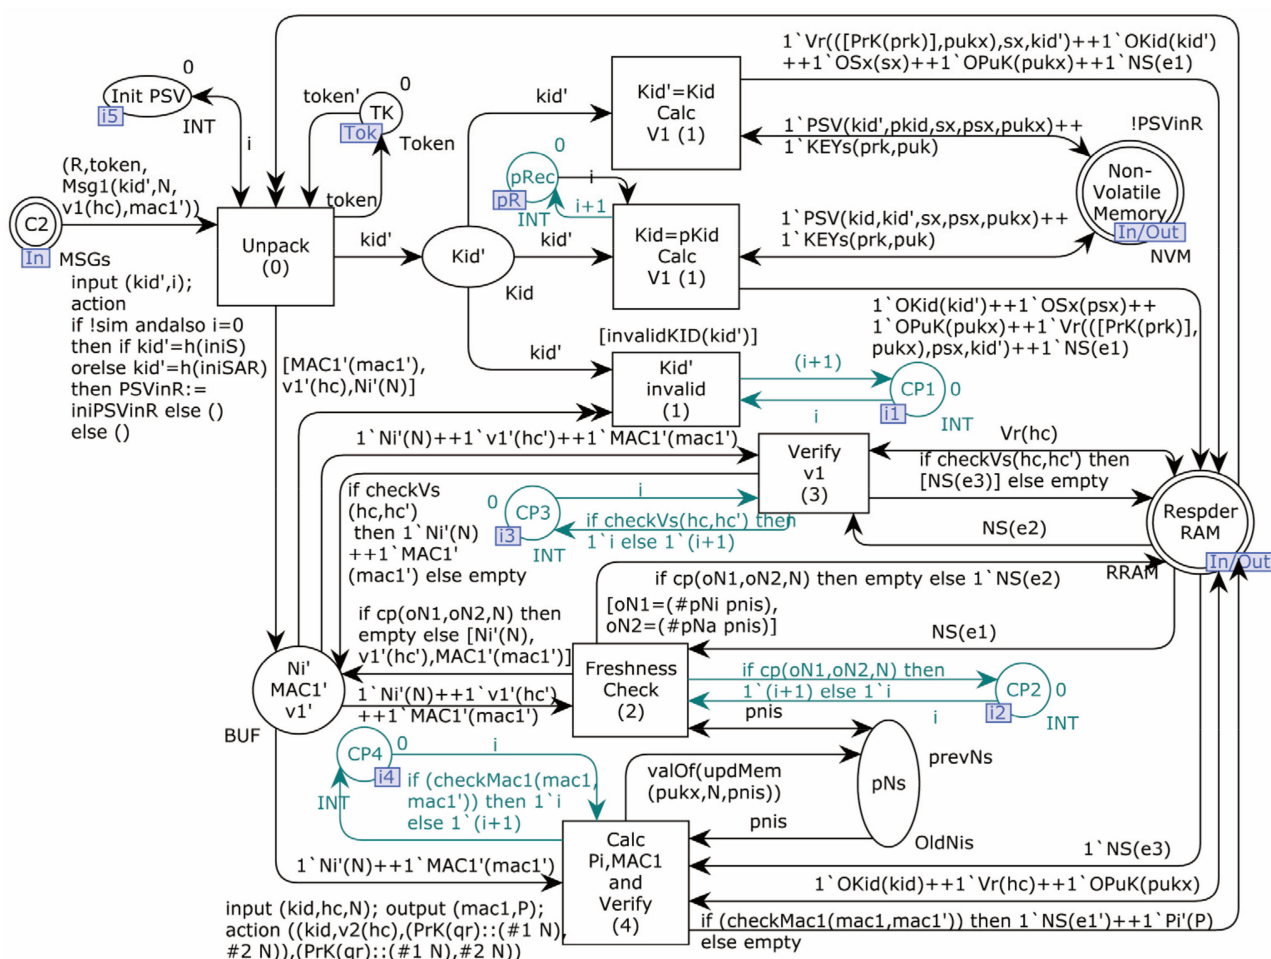 1`Vr(([PrK(prk)],pukx),sx,kid')++1`OKid(kid')
++1`OSx(sx)++1`OPuK(pukx)++1`NS(e1)
0
Init PSV
i5
INT
i
token'
0
TK
Tok
Token
token
kid'
Kid'=Kid
Calc
V1 (1)
1`PSV(kid',pkid,sx,psx,pukx)++
1`KEYs(prk,puk)
!PSVinR
Non-
Volatile
Memory
In/Out
NVM
(R,token,
Msg1(kid',N,
v1(hc),mac1'))
C2
In
MSGs
Unpack
(0)
kid'
Kid'
Kid
0
pRec
pR
INT
i
i+1
kid'
Kid=pKid
Calc
V1 (1)
1`PSV(kid,kid',sx,psx,pukx)++
1`KEYs(prk,puk)
input (kid',i);
action
if !sim andalso i=0
then if kid'=h(iniS)
orelse kid'=h(iniSAR)
then PSVinR:=
iniPSVinR else ()
else ()
[MAC1'(mac1'),
v1'(hc),Ni'(N)]
1`OKid(kid')++1`OSx(psx)++
1`OPuK(pukx)++1`Vr(([PrK(prk)],
pukx),psx,kid')++1`NS(e1)
[invalidKID(kid')]
kid'
Kid'
invalid
(1)
(i+1)
i
CP1
0
i1
INT
1`Ni'(N)++1`v1'(hc')++1`MAC1'(mac1')
Verify
v1
(3)
Vr(hc)
if checkVs(hc,hc') then
[NS(e3)] else empty
NS(e2)
Respder
RAM
In/Out
RRAM
if checkVs
(hc,hc')
then 1`Ni'(N)
++1`MAC1'
(mac1') else empty
0
CP3
i3
INT
i
if checkVs(hc,hc') then
1`i else 1`(i+1)
if cp(oN1,oN2,N) then empty else 1`NS(e2)
[oN1=(#pNi pnis),
oN2=(#pNa pnis)]
NS(e1)
if cp(oN1,oN2,N) then
empty else [Ni'(N),
v1'(hc'),MAC1'(mac1')]
Freshness
Check
(2)
if cp(oN1,oN2,N) then
1`(i+1) else 1`i
i
CP2
0
i2
INT
Ni'
MAC1'
v1'
BUF
1`Ni'(N)++1`v1'(hc')
++1`MAC1'(mac1')
pnis
pNs
prevNs
OldNis
CP4
0
i4
INT
i
if (checkMac1(mac1,
mac1')) then 1`i
else 1`(i+1)
valOf(updMem
(pukx,N,pnis))
pnis
Calc
Pi,MAC1
and
Verify
(4)
1`Ni'(N)++1`MAC1'(mac1')
1`NS(e3)
1`OKid(kid)++1`Vr(hc)++1`OPuK(pukx)
if (checkMac1(mac1,mac1')) then 1`NS(e1')++1`Pi'(P)
else empty
input (kid,hc,N); output (mac1,P);
action ((kid,v2(hc),(PrK(qr)::(#1 N),
#2 N)),(PrK(qr)::(#1 N),#2 N))